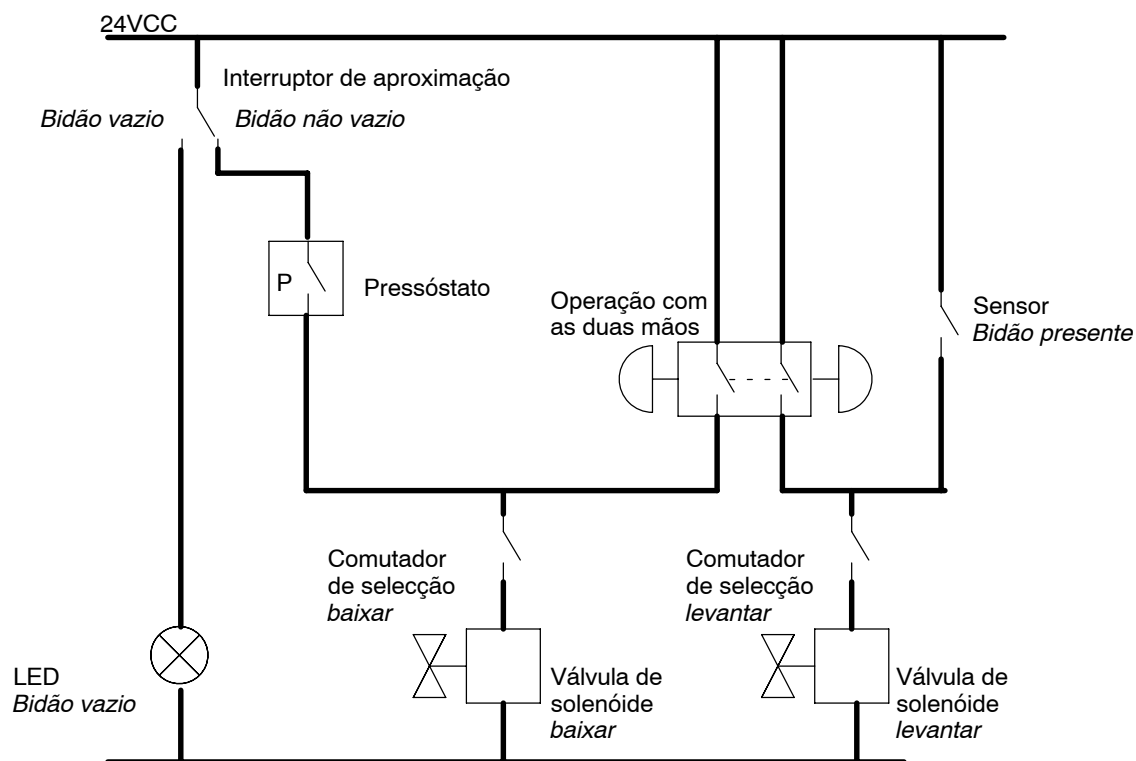 24VCC
Interruptor de aproximação
Bidão vazio
Bidão não vazio
P
Pressóstato
Operação com
as duas mãos
Sensor
Bidão presente
Comutador
de selecção
baixar
Comutador
de selecção
levantar
LED
Bidão vazio
Válvula de
solenóide
baixar
Válvula de
solenóide
levantar